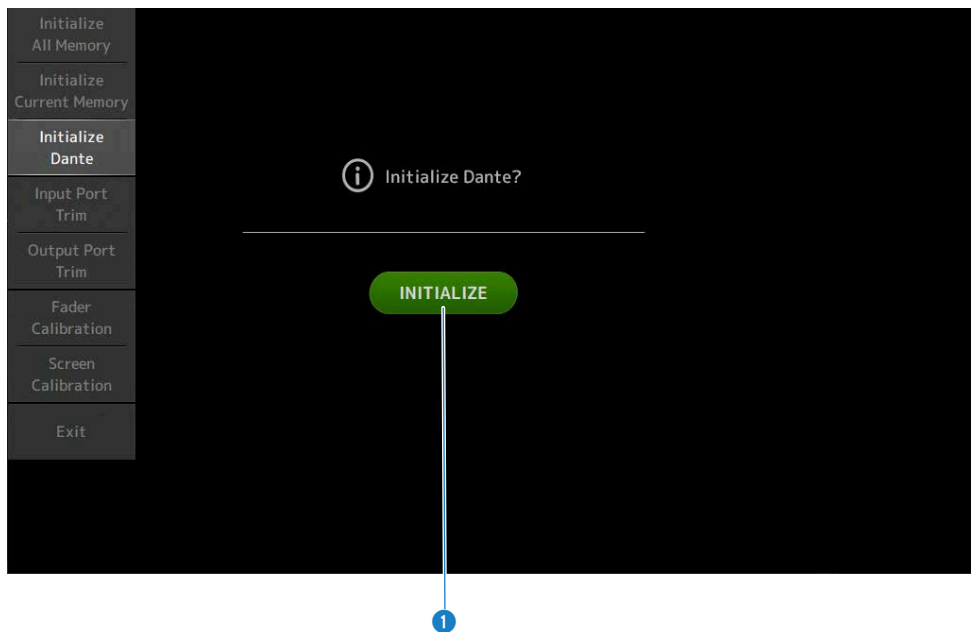 Initialize
All Memory
Initialize
Current Memory
Initialize
Dante
Input Port
Trim
Output Port
Trim
Fader
Calibration
Screen
Calibration
Exit
Initialize Dante?
INITIALIZE
1